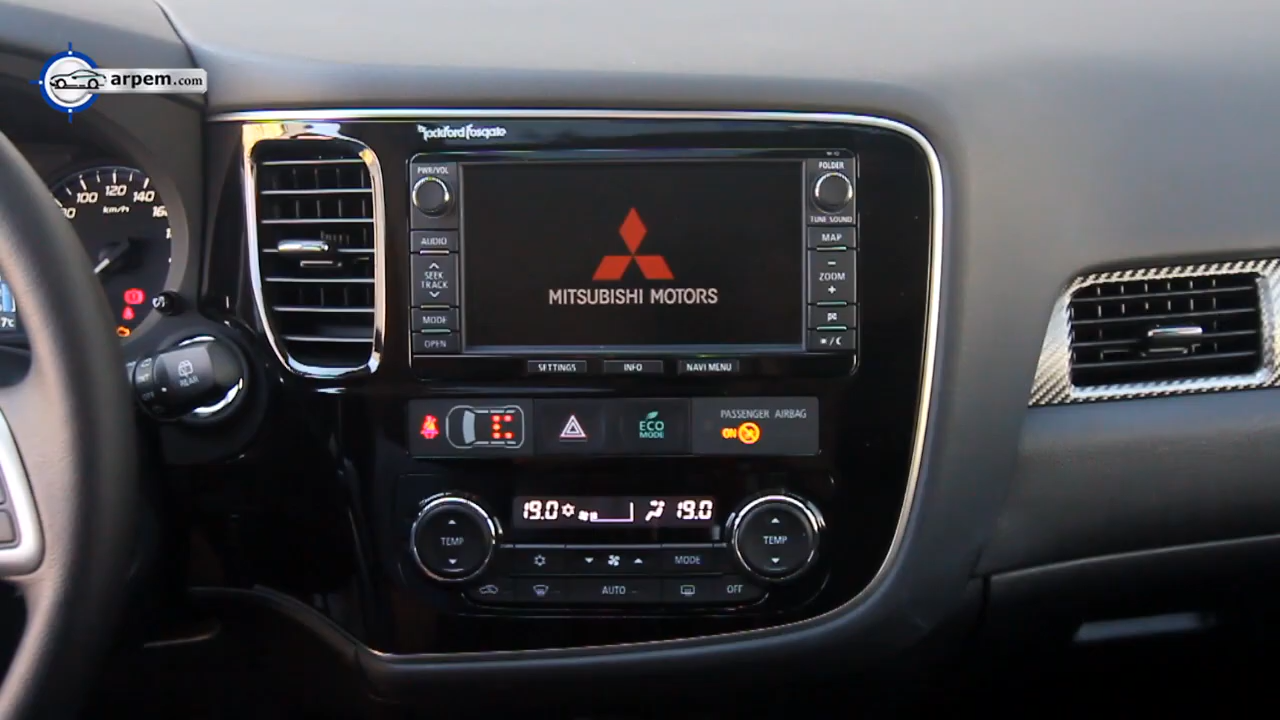 arpem.com
Rockford Fosgate
100 120 140
km/h
PWR/VOL
FOLDER
TUNE SOUND
AUDIO
MAP
SEEK
TRACK
ZOOM
MODE
OPEN
MITSUBISHI MOTORS
SETTINGS INFO NAVI MENU
REAR
ECO
MODE
PASSENGER AIRBAG
ON
19.0 19.0
TEMP
TEMP
MODE
AUTO
OFF